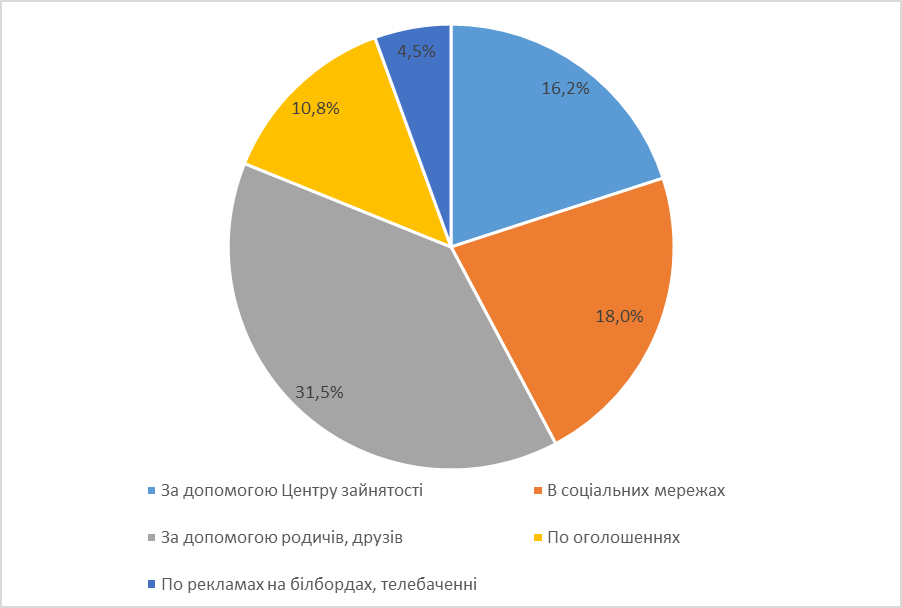 4,5%
16,2%
10,8%
18,0%
31,5%
За допомогою Центру зайнятості
В соціальних мережах
За допомогою родичів, друзів
По оголошеннях
По рекламах на білбордах, телебаченні